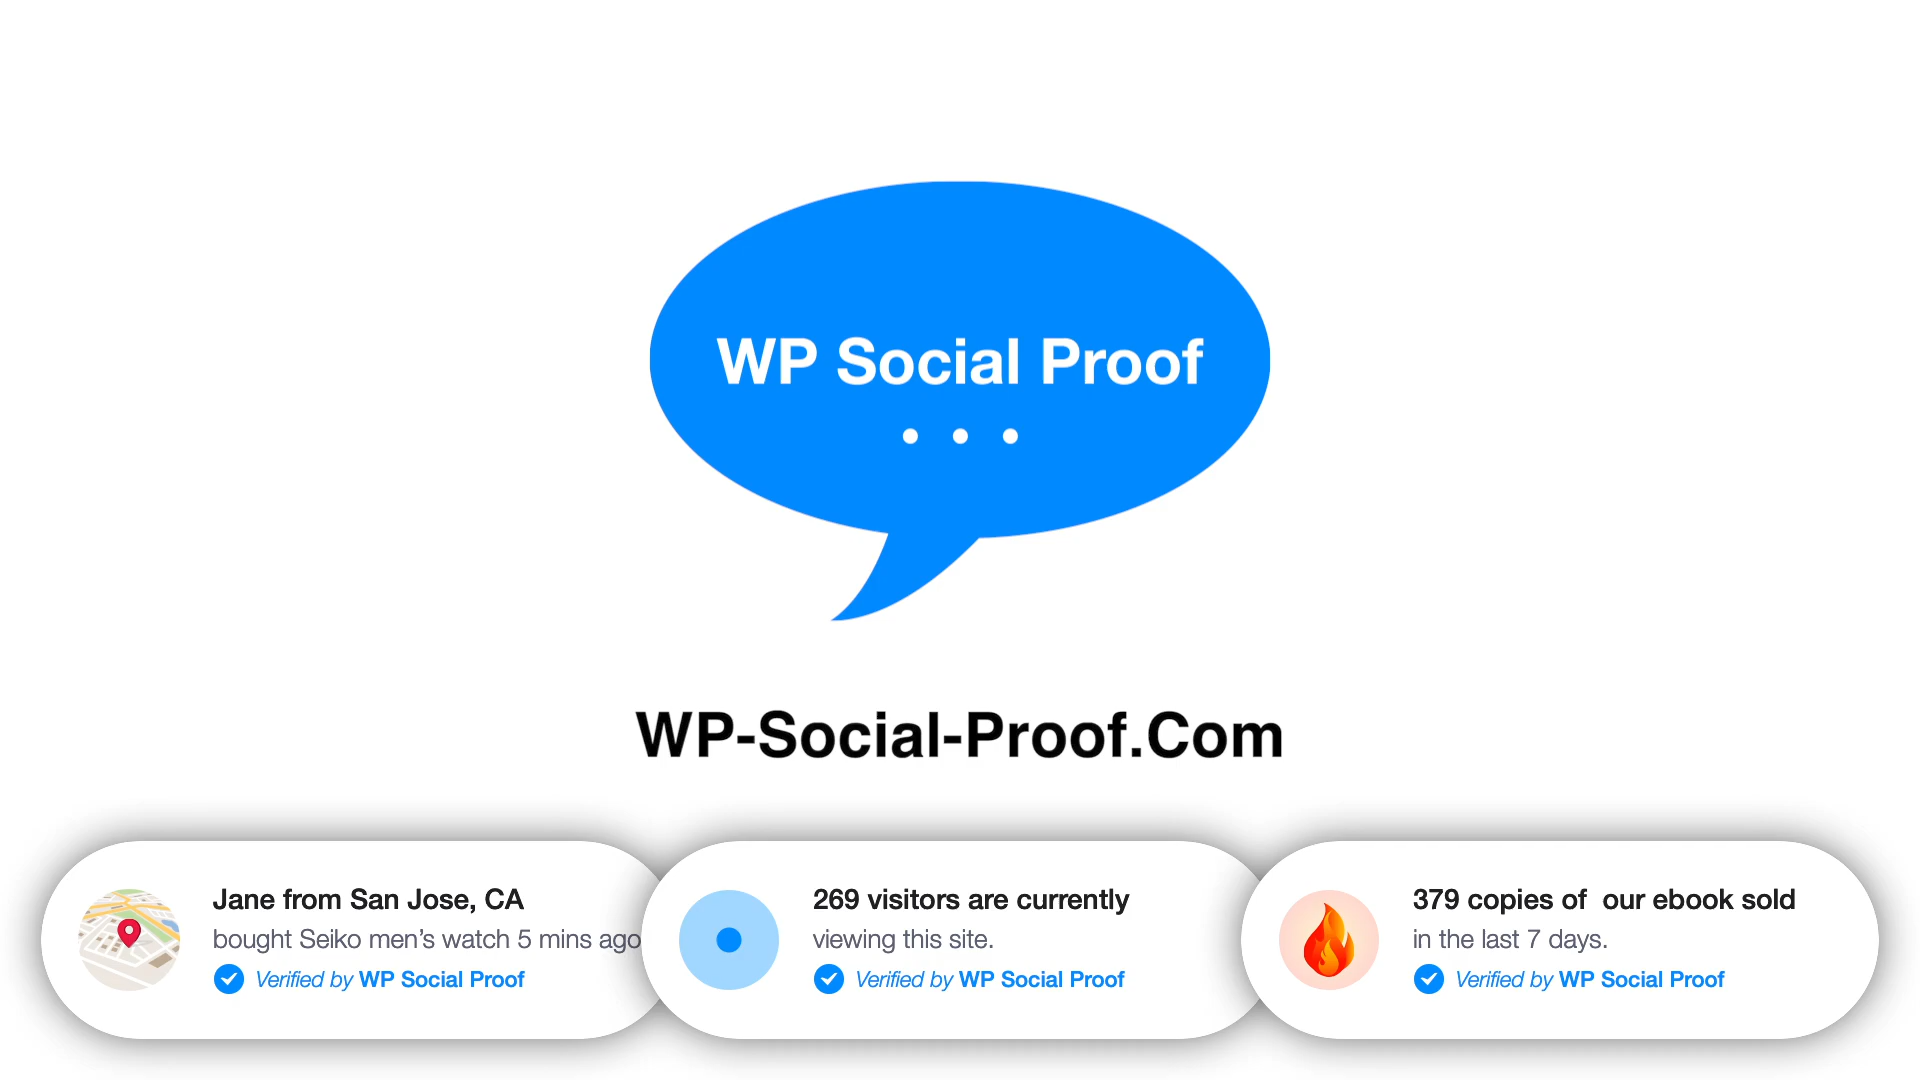 WP Social Proof
WP-Social-Proof.Com
Jane from San Jose, CA
bought Seiko men’s watch 5 mins ago
Verified by WP Social Proof
269 visitors are currently
viewing this site.
Verified by WP Social Proof
379 copies of  our ebook sold
in the last 7 days.
Verified by WP Social Proof